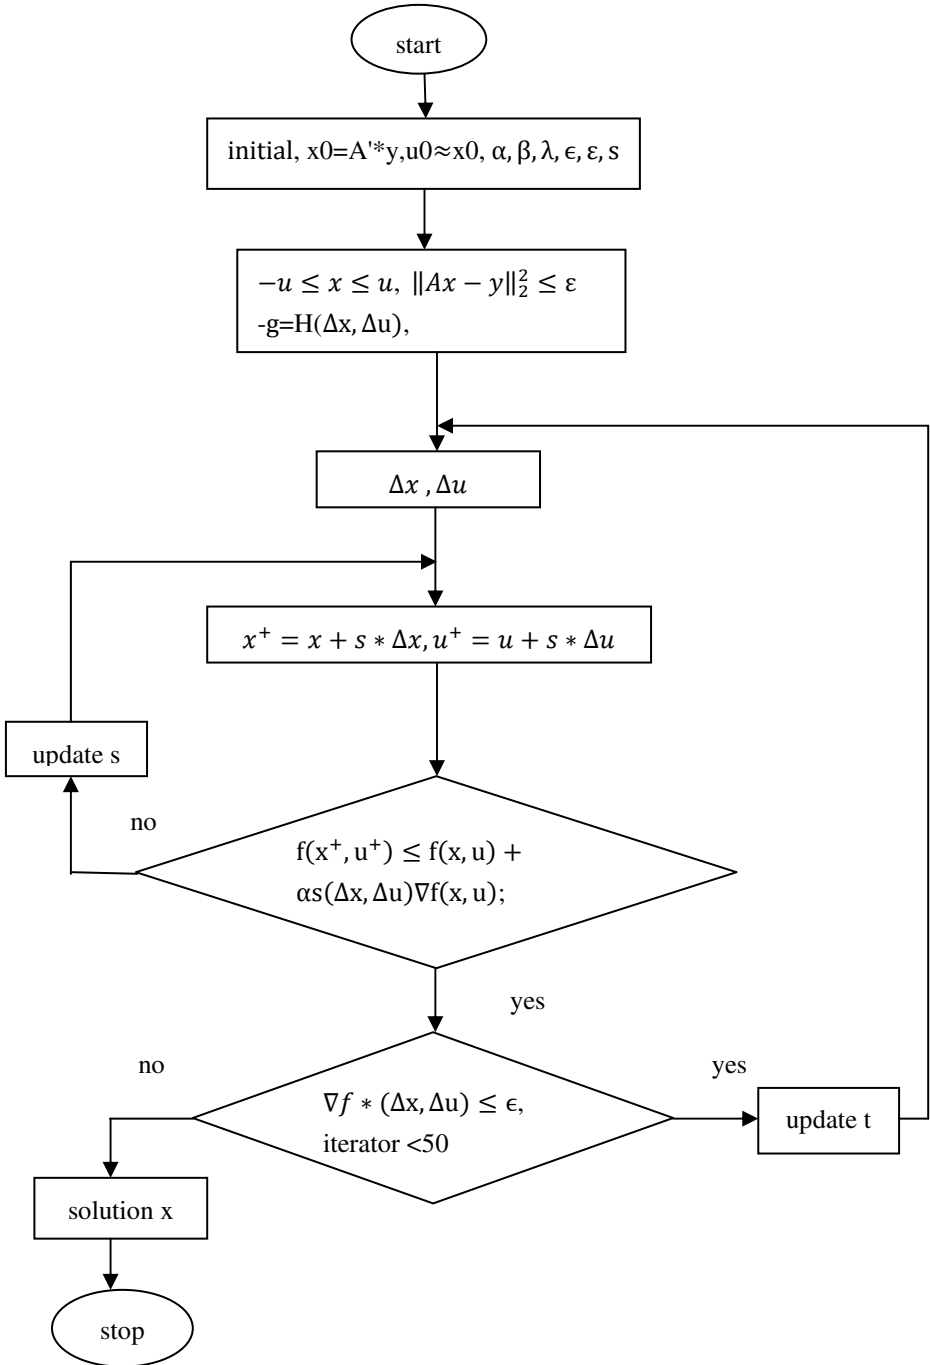 start
initial, x0=A'*y,u0≈x0, α, β, λ, ϵ, ε, s
−u ≤ x ≤ u, ‖Ax − y‖₂² ≤ ε
-g=H(Δx, Δu),
Δx , Δu
x⁺ = x + s ∗ Δx, u⁺ = u + s ∗ Δu
update s
no
f(x⁺, u⁺) ≤ f(x, u) +
αs(Δx, Δu)∇f(x, u);
yes
no
yes
∇f ∗ (Δx, Δu) ≤ ϵ,
iterator <50
update t
solution x
stop